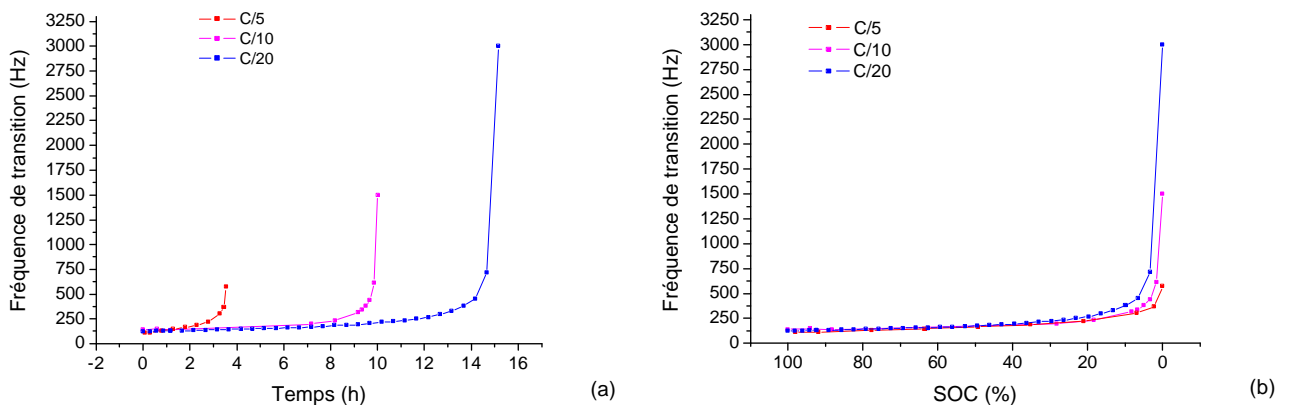 Fréquence de transition (Hz)
3250
3000
2750
2500
2250
2000
1750
1500
1250
1000
750
500
250
0
-2 0 2 4 6 8 10 12 14 16
Temps (h)
C/5
C/10
C/20
(a)
Fréquence de transition (Hz)
3250
3000
2750
2500
2250
2000
1750
1500
1250
1000
750
500
250
0
100 80 60 40 20 0
SOC (%)
C/5
C/10
C/20
(b)